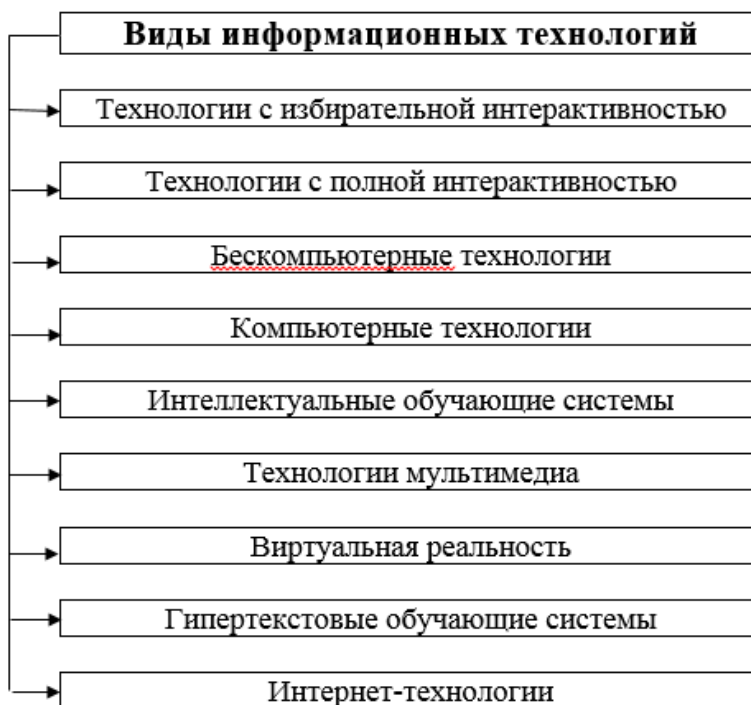 Виды информационных технологий
Технологии с избирательной интерактивностью
Технологии с полной интерактивностью
Бескомпьютерные технологии
Компьютерные технологии
Интеллектуальные обучающие системы
Технологии мультимедиа
Виртуальная реальность
Гипертекстовые обучающие системы
Интернет-технологии